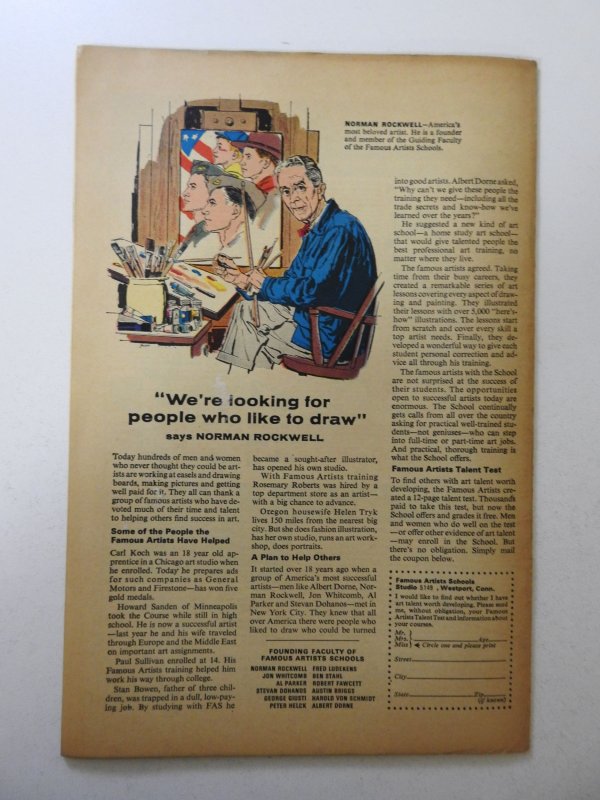 NORMAN ROCKWELL—America's
most beloved artist. He is a founder
and member of the Guiding Faculty
of the Famous Artists Schools.
"We're looking for
people who like to draw"
says NORMAN ROCKWELL
Today hundreds of men and women
who never thought they could be art-
ists are working at easels and drawing
boards, making pictures and getting
well paid for it. They all can thank a
group of famous artists who have de-
voted much of their time and talent
to helping others find success in art.
Some of the People the
Famous Artists Have Helped
Carl Koch was an 18 year old ap-
prentice in a Chicago art studio when
he enrolled. Today he prepares ads
for such companies as General
Motors and Firestone—has won five
gold medals.
Howard Sanden of Minneapolis
took the Course while still in high
school. He is now a successful artist
—last year he and his wife traveled
through Europe and the Middle East
on important art assignments.
Paul Sullivan enrolled at 14. His
Famous Artists training helped him
work his way through college.
Stan Bowen, father of three chil-
dren, was trapped in a dull, low-pay-
ing job. By studying with FAS he
became a sought-after illustrator,
has opened his own studio.
With Famous Artists training
Rosemary Roberts was hired by a
top department store as an artist—
with a big chance to advance.
Oregon housewife Helen Tryk
lives 150 miles from the nearest big
city. But she does fashion illustration,
has her own studio, runs an art work-
shop, does portraits.
A Plan to Help Others
It started over 18 years ago when a
group of America's most successful
artists—men like Albert Dorne, Nor-
man Rockwell, Jon Whitcomb, Al
Parker and Stevan Dohanos—met in
New York City. They knew that all
over America there were people who
liked to draw who could be turned
FOUNDING FACULTY OF
FAMOUS ARTISTS SCHOOLS
NORMAN ROCKWELL FRED LUDEKENS
JON WHITCOMB BEN STAHL
AL PARKER ROBERT FAWCETT
STEVAN DOHANOS AUSTIN BRIGGS
GEORGE GIUSTI HAROLD VON SCHMIDT
PETER HELCK ALBERT DORNE
into good artists. Albert Dorne asked,
"Why can't we give these people the
training they need—including all the
trade secrets and know-how we've
learned over the years?"
He suggested a new kind of art
school—a home study art school—
that would give talented people the
best professional art training, no
matter where they live.
The famous artists agreed. Taking
time from their busy careers, they
created a remarkable series of art
lessons covering every aspect of draw-
ing and painting. They illustrated
their lessons with over 5,000 "here's-
how" illustrations. The lessons start
from scratch and cover every skill a
top artist needs. Finally, they de-
veloped a wonderful way to give each
student personal correction and ad-
vice all through his training.
The famous artists with the School
are not surprised at the success of
their students. The opportunities
open to successful artists today are
enormous. The School continually
gets calls from all over the country
asking for practical well-trained stu-
dents—not geniuses—who can step
into full-time or part-time art jobs.
And practical, thorough training is
what the School offers.
Famous Artists Talent Test
To find others with art talent worth
developing, the Famous Artists cre-
ated a 12-page talent test. Thousands
paid to take this test, but now the
School offers and grades it free. Men
and women who do well on the test
—or offer other evidence of art talent
—may enroll in the School. But
there's no obligation. Simply mail
the coupon below.
Famous Artists Schools
Studio 5149, Westport, Conn.
I would like to find out whether I have
art talent worth developing. Please send
me, without obligation, your Famous
Artists Talent Test and information about
your courses.
Mr.
Mrs. Age
Miss Circle one and please print
Street
City
State Zip
(if known)